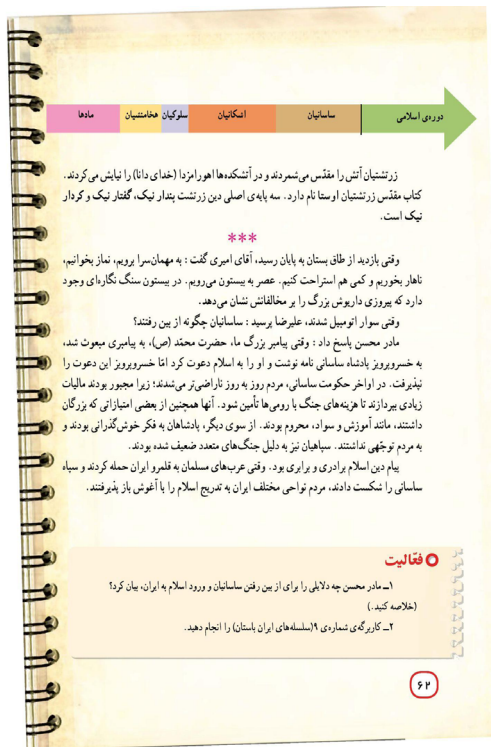 مادها
هخامنشیان
سلوکیان
اشکانیان
ساسانیان
دوره‌ی اسلامی
زرتشتیان آتش را مقدّس می‌شمردند و در آتشکده‌ها اهورامزدا (خدای دانا) را نیایش می‌کردند.
کتاب مقدّس زرتشتیان اوستا نام دارد. سه پایه‌ی اصلی دین زرتشت پندار نیک، گفتار نیک و کردار
نیک است.
***
وقتی بازدید از طاق بستان به پایان رسید، آقای امیری گفت : به مهمان‌سرا برویم، نماز بخوانیم،
ناهار بخوریم و کمی هم استراحت کنیم. عصر به بیستون می‌رویم. در بیستون سنگ نگاره‌ای وجود
دارد که پیروزی داریوش بزرگ را بر مخالفانش نشان می‌دهد.
وقتی سوار اتومبیل شدند، علیرضا پرسید : ساسانیان چگونه از بین رفتند؟
مادر محسن پاسخ داد : وقتی پیامبر بزرگ ما، حضرت محمّد (ص)، به پیامبری مبعوث شد،
به خسروپرویز پادشاه ساسانی نامه نوشت و او را به اسلام دعوت کرد امّا خسروپرویز این دعوت را
نپذیرفت. در اواخر حکومت ساسانی، مردم روز به روز ناراضی‌تر می‌شدند؛ زیرا مجبور بودند مالیات
زیادی بپردازند تا هزینه‌های جنگ با رومی‌ها تأمین شود. آنها همچنین از بعضی امتیازاتی که بزرگان
داشتند، مانند آموزش و سواد، محروم بودند. از سوی دیگر، پادشاهان به فکر خوش‌گذرانی بودند و
به مردم توجّهی نداشتند. سپاهیان نیز به دلیل جنگ‌های متعدد ضعیف شده بودند.
پیام دین اسلام برادری و برابری بود. وقتی عرب‌های مسلمان به قلمرو ایران حمله کردند و سپاه
ساسانی را شکست دادند، مردم نواحی مختلف ایران به تدریج اسلام را با آغوش باز پذیرفتند.
فعّالیت
۱ـ مادر محسن چه دلایلی را برای از بین رفتن ساسانیان و ورود اسلام به ایران، بیان کرد؟
(خلاصه کنید.)
۲ـ کاربرگه‌ی شماره‌ی ۹(سلسله‌های ایران باستان) را انجام دهید.
۶۲